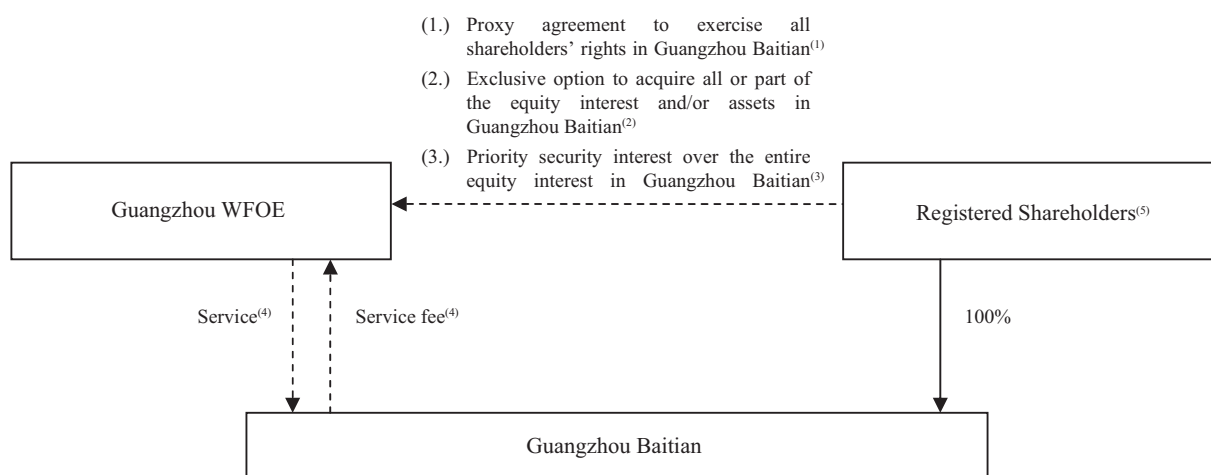 (1.) Proxy agreement to exercise all
shareholders’ rights in Guangzhou Baitian(1)
(2.) Exclusive option to acquire all or part of
the equity interest and/or assets in
Guangzhou Baitian(2)
(3.) Priority security interest over the entire
equity interest in Guangzhou Baitian(3)
Guangzhou WFOE
Registered Shareholders(5)
Service(4)
Service fee(4)
100%
Guangzhou Baitian